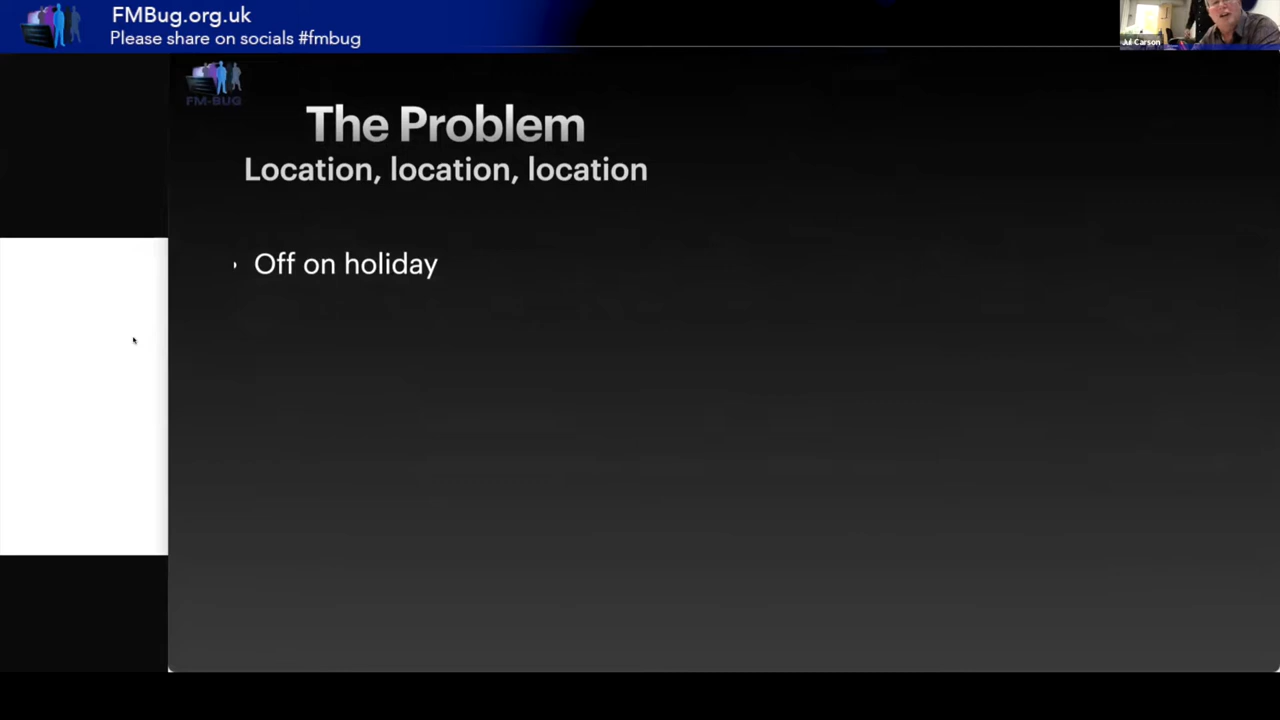 FMBug.org.uk
Please share on socials #fmbug
Jul Carson
FM-BUG
The Problem
Location, location, location
• Off on holiday